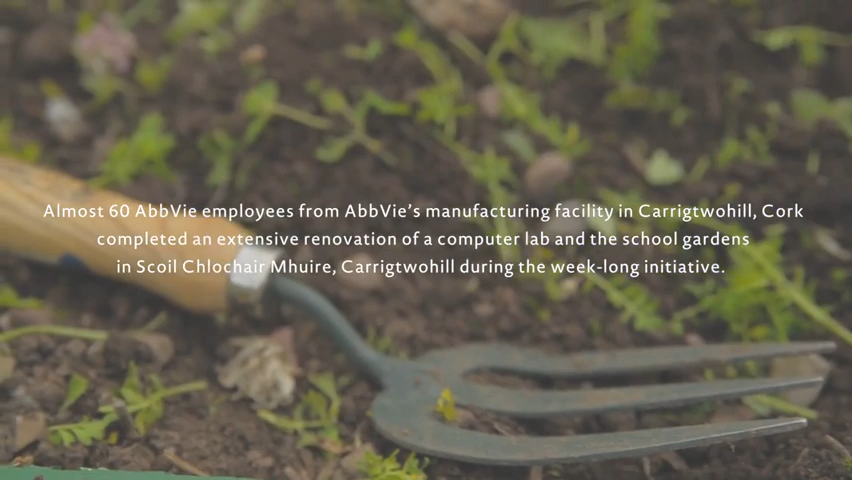 Almost 60 AbbVie employees from AbbVie’s manufacturing facility in Carrigtwohill, Cork
completed an extensive renovation of a computer lab and the school gardens
in Scoil Chlochair Mhuire, Carrigtwohill during the week-long initiative.